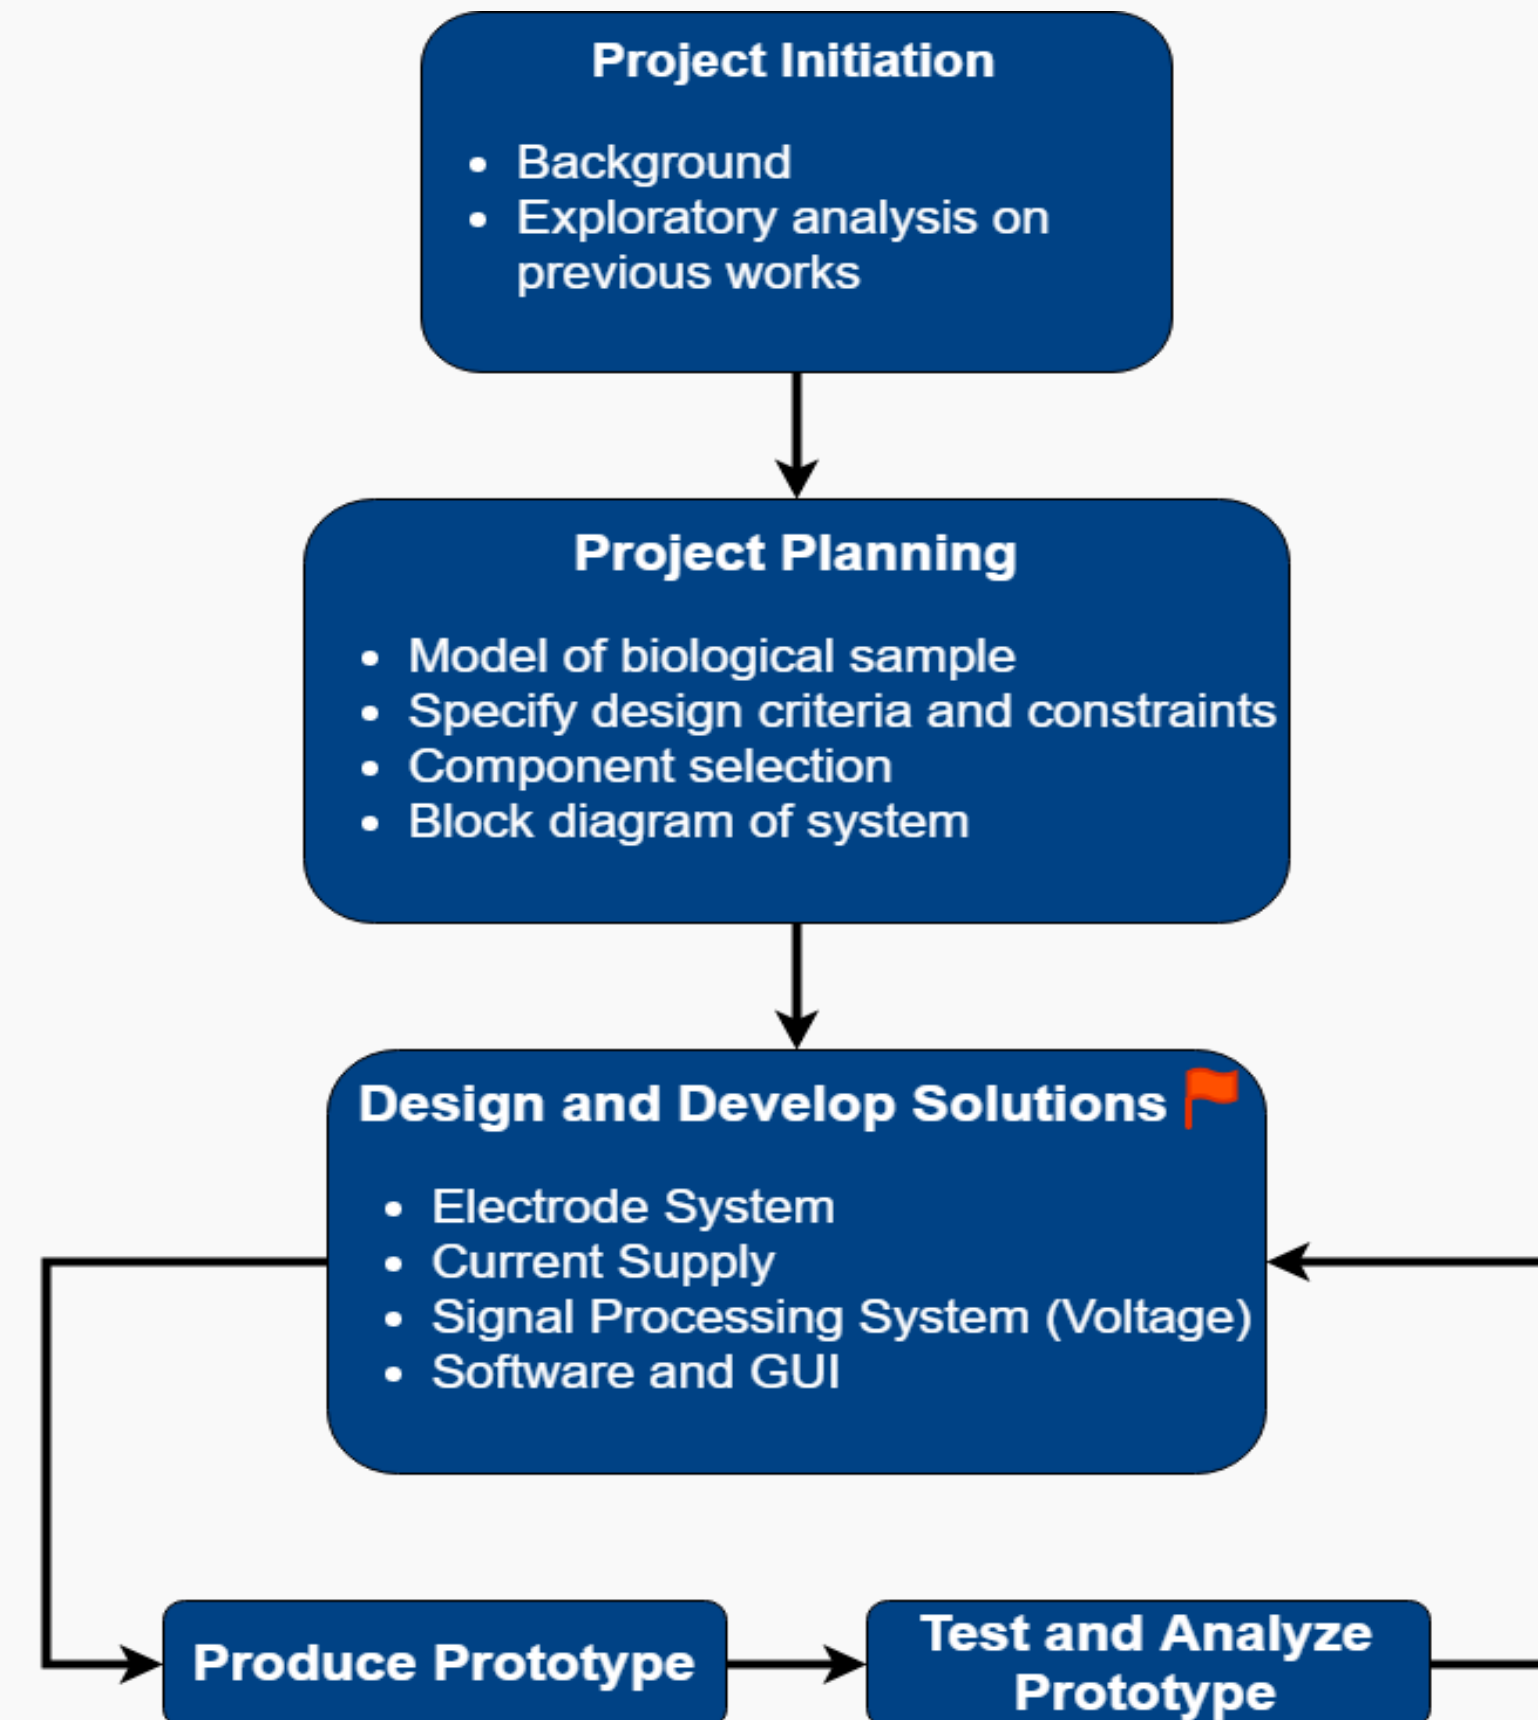 Project Initiation
Background
Exploratory analysis on
previous works
Project Planning
Model of biological sample
Specify design criteria and constraints
Component selection
Block diagram of system
Design and Develop Solutions
Electrode System
Current Supply
Signal Processing System (Voltage)
Software and GUI
Produce Prototype
Test and Analyze
Prototype